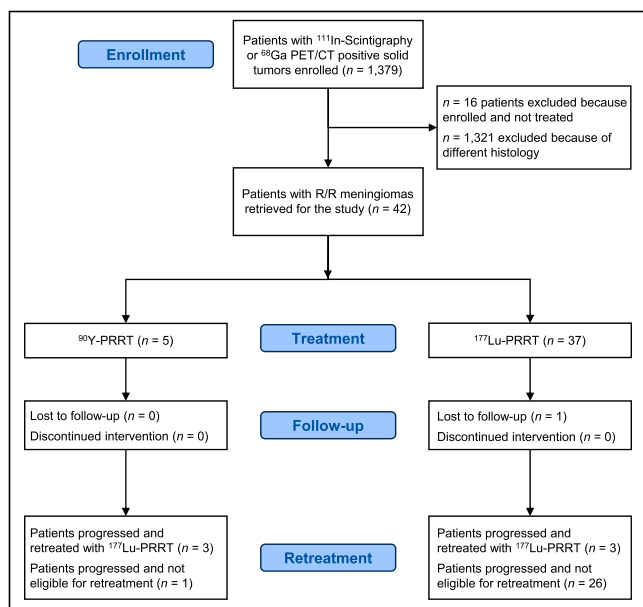 Enrollment
Patients with ¹¹¹In-Scintigraphy
or ⁶⁸Ga PET/CT positive solid
tumors enrolled (n = 1,379)
n = 16 patients excluded because
enrolled and not treated
n = 1,321 excluded because of
different histology
Patients with R/R meningiomas
retrieved for the study (n = 42)
⁹⁰Y-PRRT (n = 5)
Treatment
¹⁷⁷Lu-PRRT (n = 37)
Lost to follow-up (n = 0)
Discontinued intervention (n = 0)
Follow-up
Lost to follow-up (n = 1)
Discontinued intervention (n = 0)
Patients progressed and
retreated with ¹⁷⁷Lu-PRRT (n = 3)
Patients progressed and not
eligible for retreatment (n = 1)
Retreatment
Patients progressed and
retreated with ¹⁷⁷Lu-PRRT (n = 3)
Patients progressed and not
eligible for retreatment (n = 26)